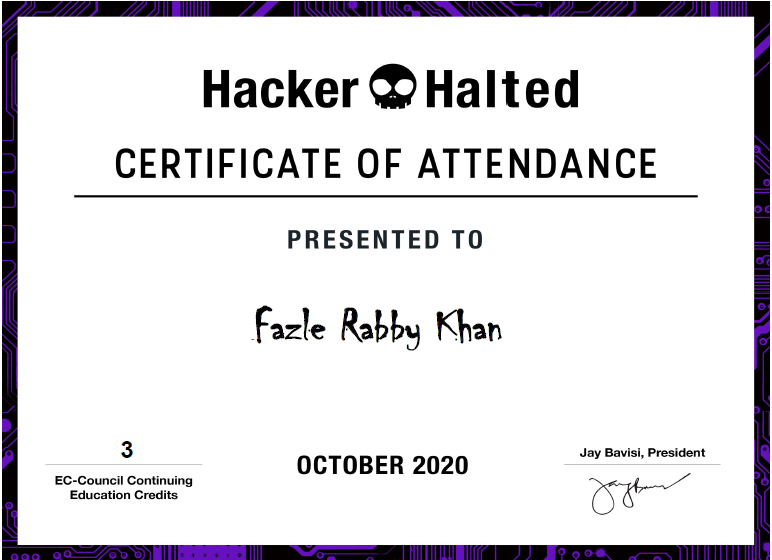 Hacker Halted
CERTIFICATE OF ATTENDANCE
PRESENTED TO
Fazle Rabby Khan
3
EC-Council Continuing
Education Credits
OCTOBER 2020
Jay Bavisi, President